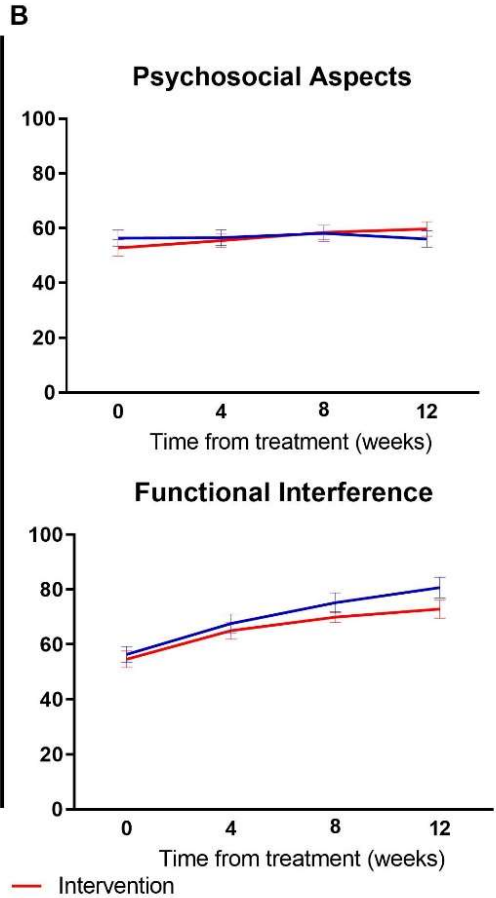 B
Psychosocial Aspects
100
80
60
40
20
0
0 4 8 12
Time from treatment (weeks)
Functional Interference
100
80
60
40
20
0
0 4 8 12
Time from treatment (weeks)
Intervention